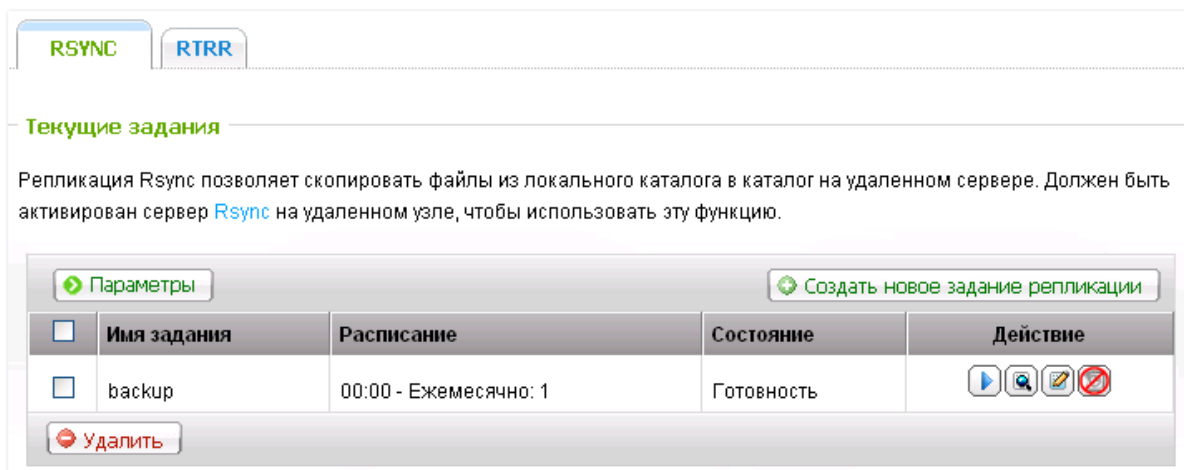 RSYNC RTRR
Текущие задания
Репликация Rsync позволяет скопировать файлы из локального каталога в каталог на удаленном сервере. Должен быть
активирован сервер Rsync на удаленном узле, чтобы использовать эту функцию.
Параметры Создать новое задание репликации
Имя задания Расписание Состояние Действие
backup 00:00 - Ежемесячно: 1 Готовность
Удалить